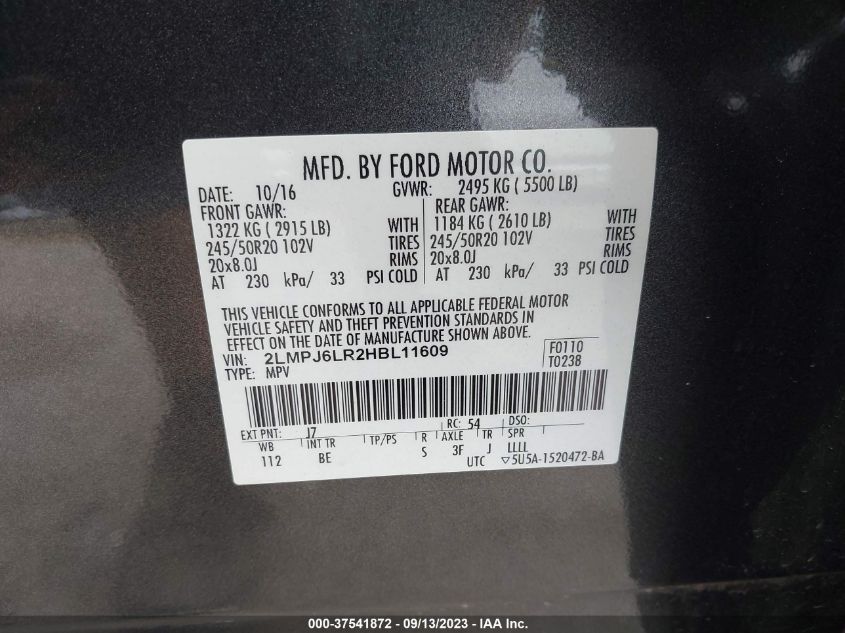 MFD. BY FORD MOTOR CO.
DATE: 10/16 GVWR: 2495 KG ( 5500 LB)
FRONT GAWR: REAR GAWR:
1322 KG ( 2915 LB) WITH 1184 KG ( 2610 LB) WITH
245/50R20 102V TIRES 245/50R20 102V TIRES
20x8.0J RIMS 20x8.0J RIMS
AT 230 kPa/ 33 PSI COLD AT 230 kPa/ 33 PSI COLD
THIS VEHICLE CONFORMS TO ALL APPLICABLE FEDERAL MOTOR
VEHICLE SAFETY AND THEFT PREVENTION STANDARDS IN
EFFECT ON THE DATE OF MANUFACTURE SHOWN ABOVE.
VIN: 2LMPJ6LR2HBL11609 F0110
TYPE: MPV T0238
EXT PNT: J7 RC: 54 DSO:
WB INT TR TP/PS R AXLE TR SPR
112 BE S 3F J LLLL
UTC ▽5U5A-1520472-BA
000-37541872 - 09/13/2023 - IAA Inc.